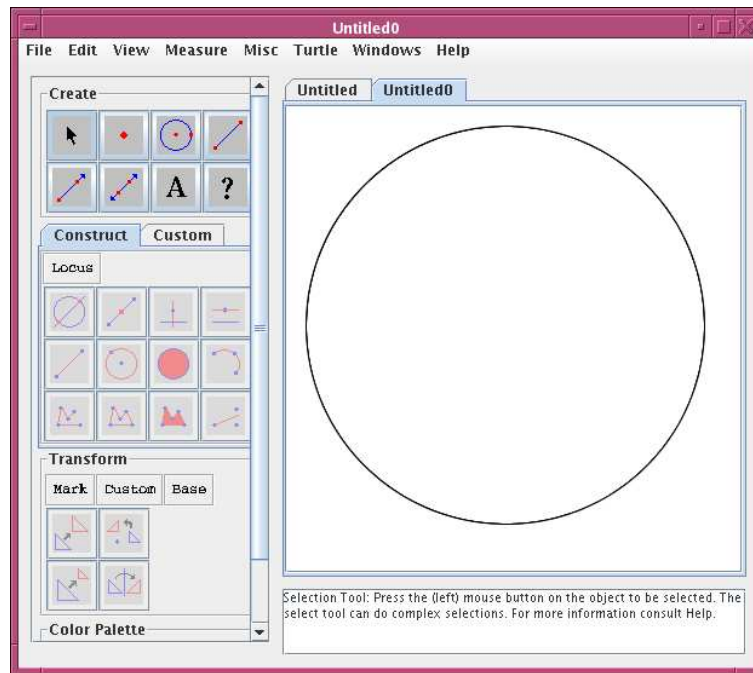 Untitled0
File Edit View Measure Misc Turtle Windows Help
Create
A ?
Construct Custom
Locus
Transform
Mark Custom Base
Color Palette
Untitled Untitled0
Selection Tool: Press the (left) mouse button on the object to be selected. The
select tool can do complex selections. For more information consult Help.